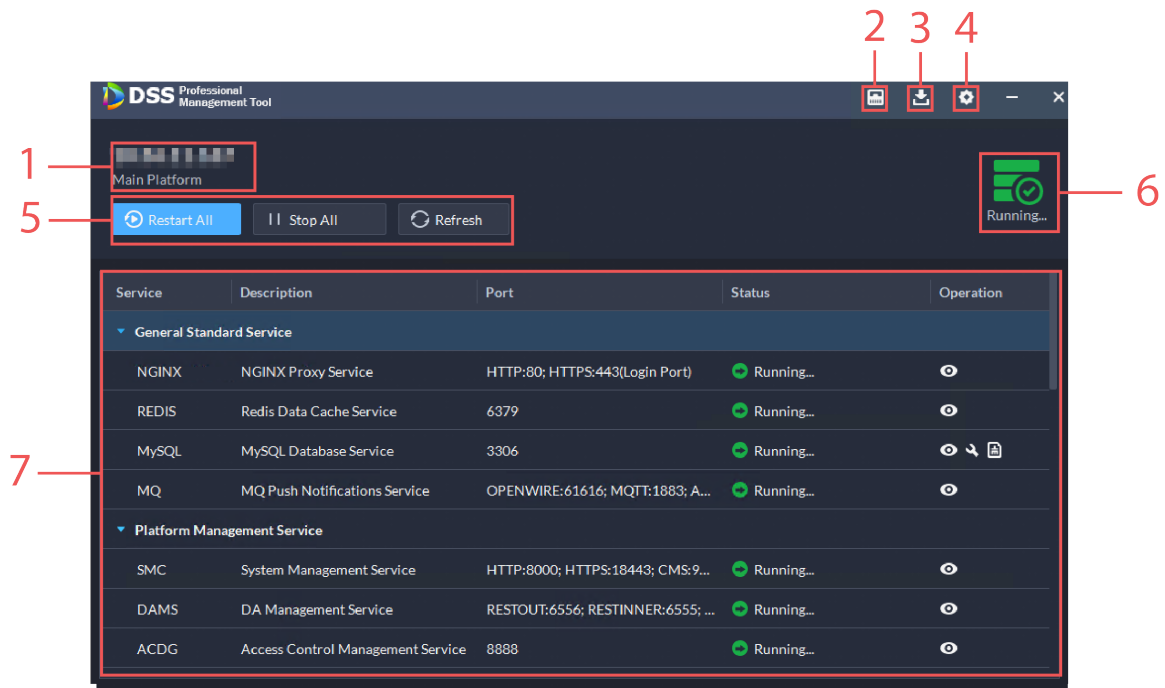 2 3 4
DSS Professional Management Tool
1
Main Platform
5
Restart All Stop All Refresh
Running...
6
Service Description Port Status Operation
General Standard Service
NGINX NGINX Proxy Service HTTP:80; HTTPS:443(Login Port) Running...
REDIS Redis Data Cache Service 6379 Running...
MySQL MySQL Database Service 3306 Running...
7
MQ MQ Push Notifications Service OPENWIRE:61616; MQTT:1883; A... Running...
Platform Management Service
SMC System Management Service HTTP:8000; HTTPS:18443; CMS:9... Running...
DAMS DA Management Service RESTOUT:6556; RESTINNER:6555; ... Running...
ACDG Access Control Management Service 8888 Running...